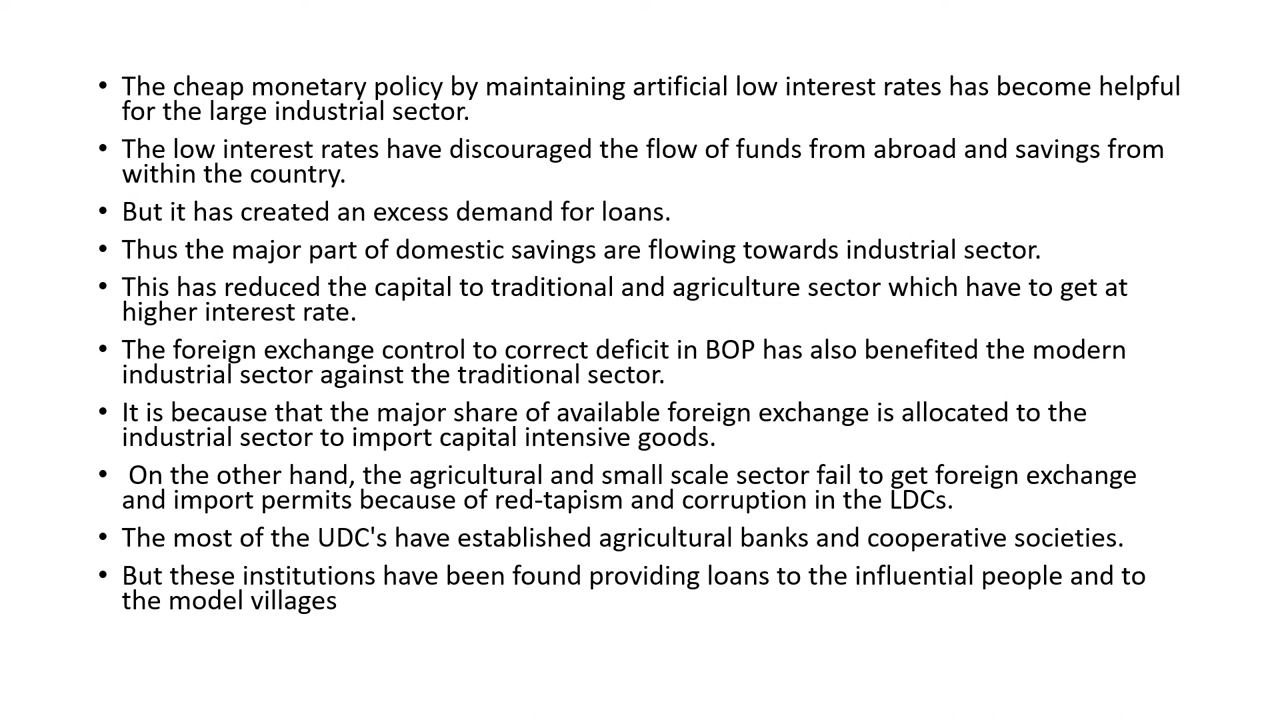 • The cheap monetary policy by maintaining artificial low interest rates has become helpful
for the large industrial sector.
• The low interest rates have discouraged the flow of funds from abroad and savings from
within the country.
• But it has created an excess demand for loans.
• Thus the major part of domestic savings are flowing towards industrial sector.
• This has reduced the capital to traditional and agriculture sector which have to get at
higher interest rate.
• The foreign exchange control to correct deficit in BOP has also benefited the modern
industrial sector against the traditional sector.
• It is because that the major share of available foreign exchange is allocated to the
industrial sector to import capital intensive goods.
• On the other hand, the agricultural and small scale sector fail to get foreign exchange
and import permits because of red-tapism and corruption in the LDCs.
• The most of the UDC's have established agricultural banks and cooperative societies.
• But these institutions have been found providing loans to the influential people and to
the model villages